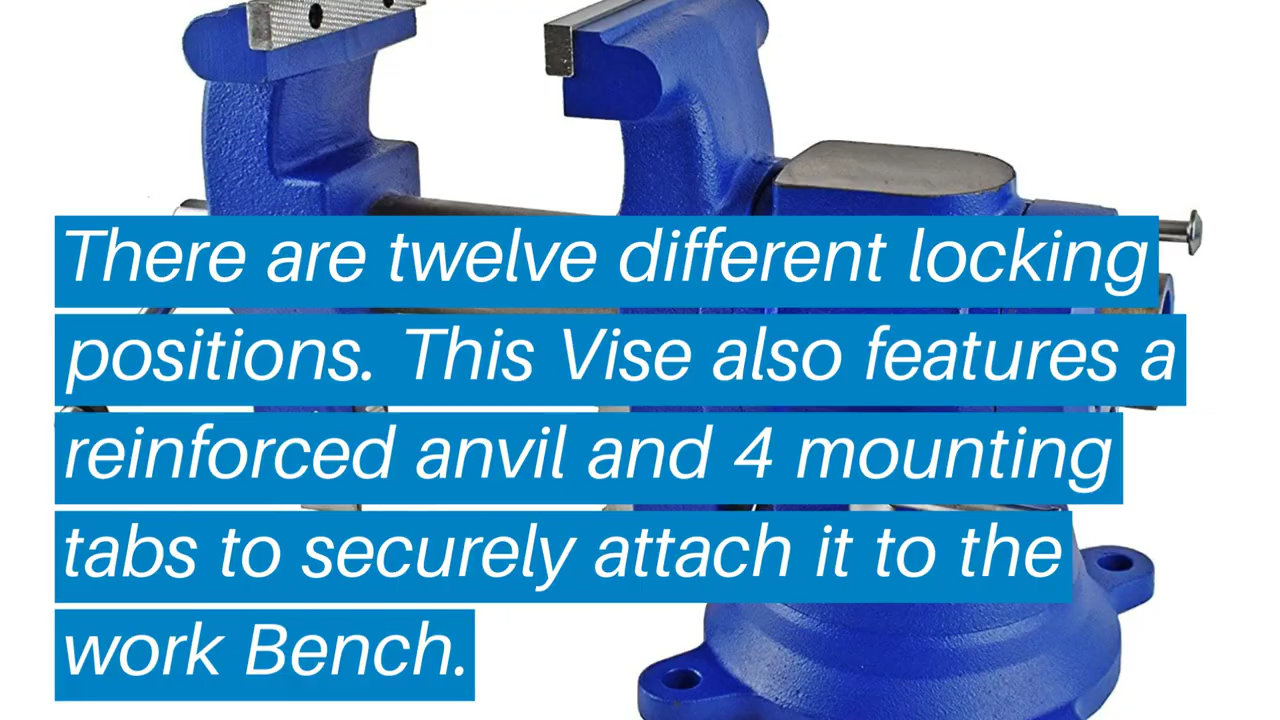 There are twelve different locking
positions. This Vise also features a
reinforced anvil and 4 mounting
tabs to securely attach it to the
work Bench.